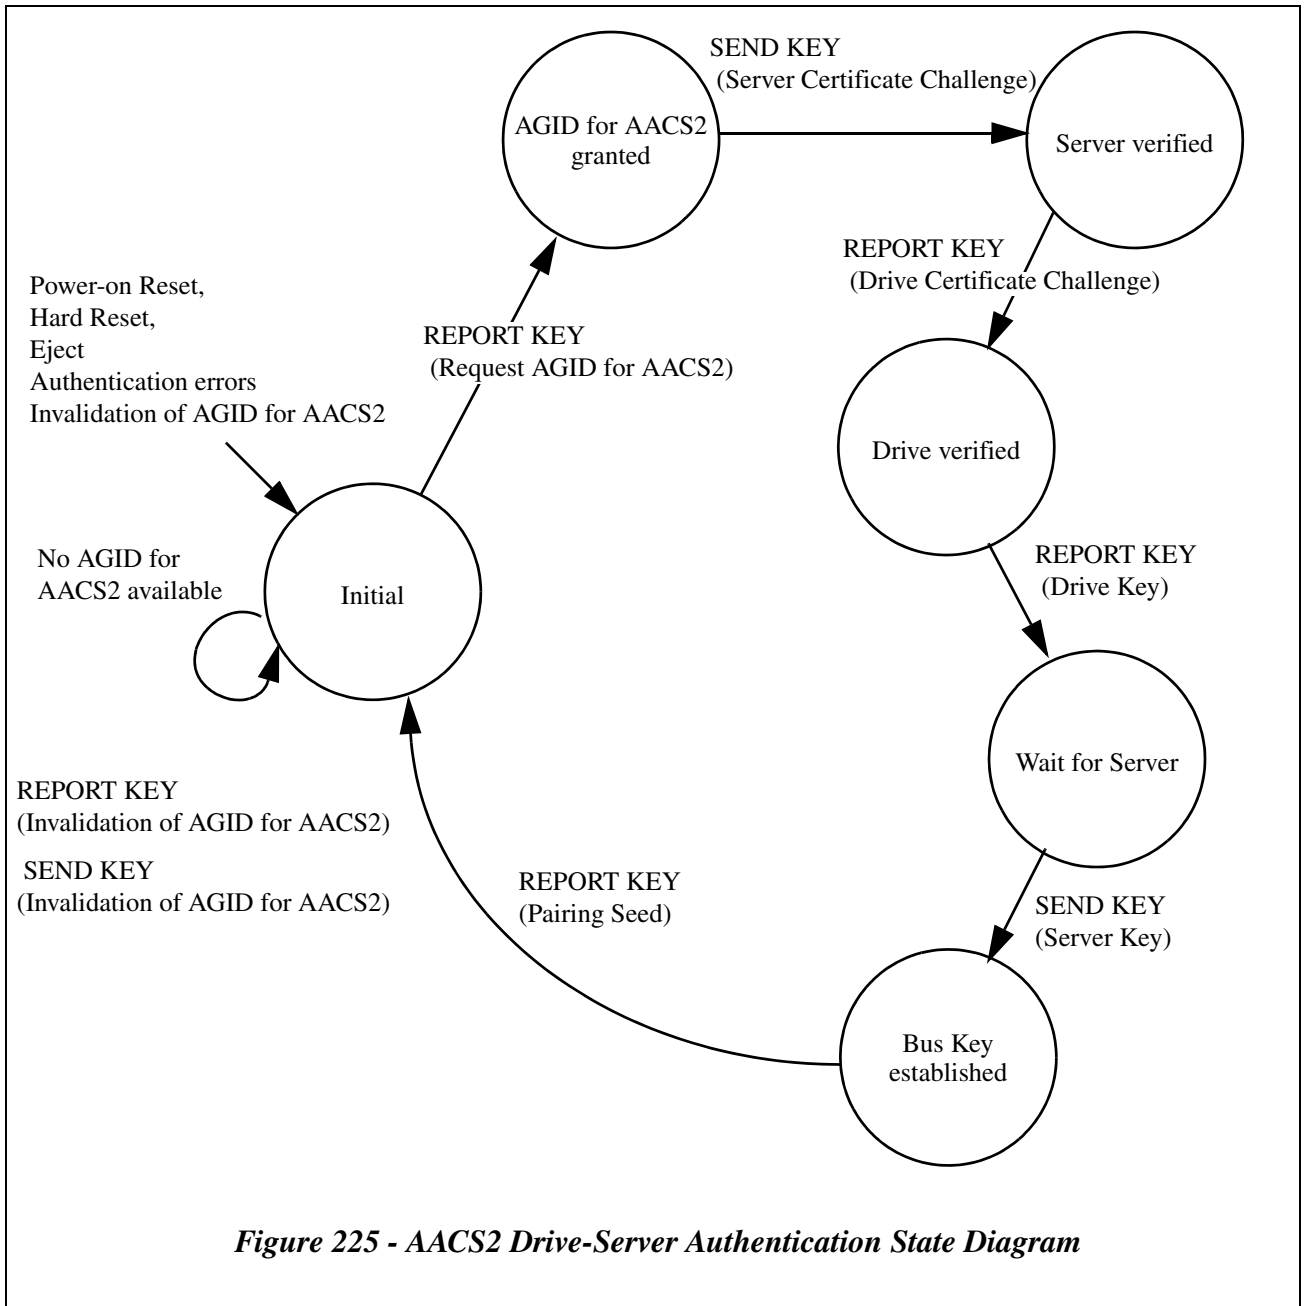 SEND KEY
(Server Certificate Challenge)
AGID for AACS2
granted
Server verified
REPORT KEY
(Drive Certificate Challenge)
Power-on Reset,
Hard Reset,
Eject
Authentication errors
Invalidation of AGID for AACS2
REPORT KEY
(Request AGID for AACS2)
Drive verified
No AGID for
AACS2 available
Initial
REPORT KEY
(Drive Key)
Wait for Server
REPORT KEY
(Invalidation of AGID for AACS2)
SEND KEY
(Invalidation of AGID for AACS2)
REPORT KEY
(Pairing Seed)
SEND KEY
(Server Key)
Bus Key
established
Figure 225 - AACS2 Drive-Server Authentication State Diagram